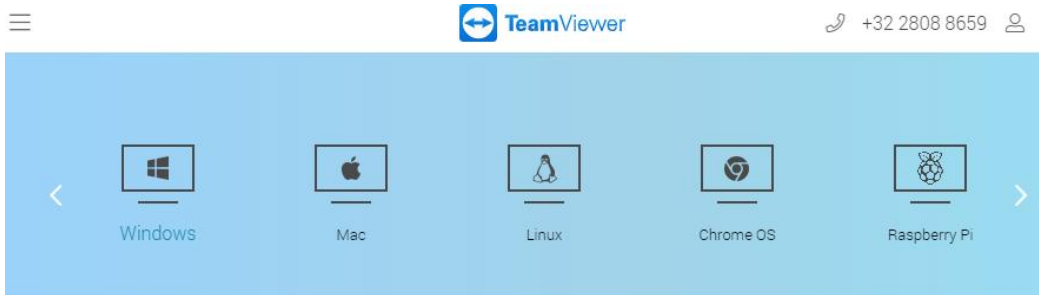 TeamViewer
+32 2808 8659
Windows
Mac
Linux
Chrome OS
Raspberry Pi